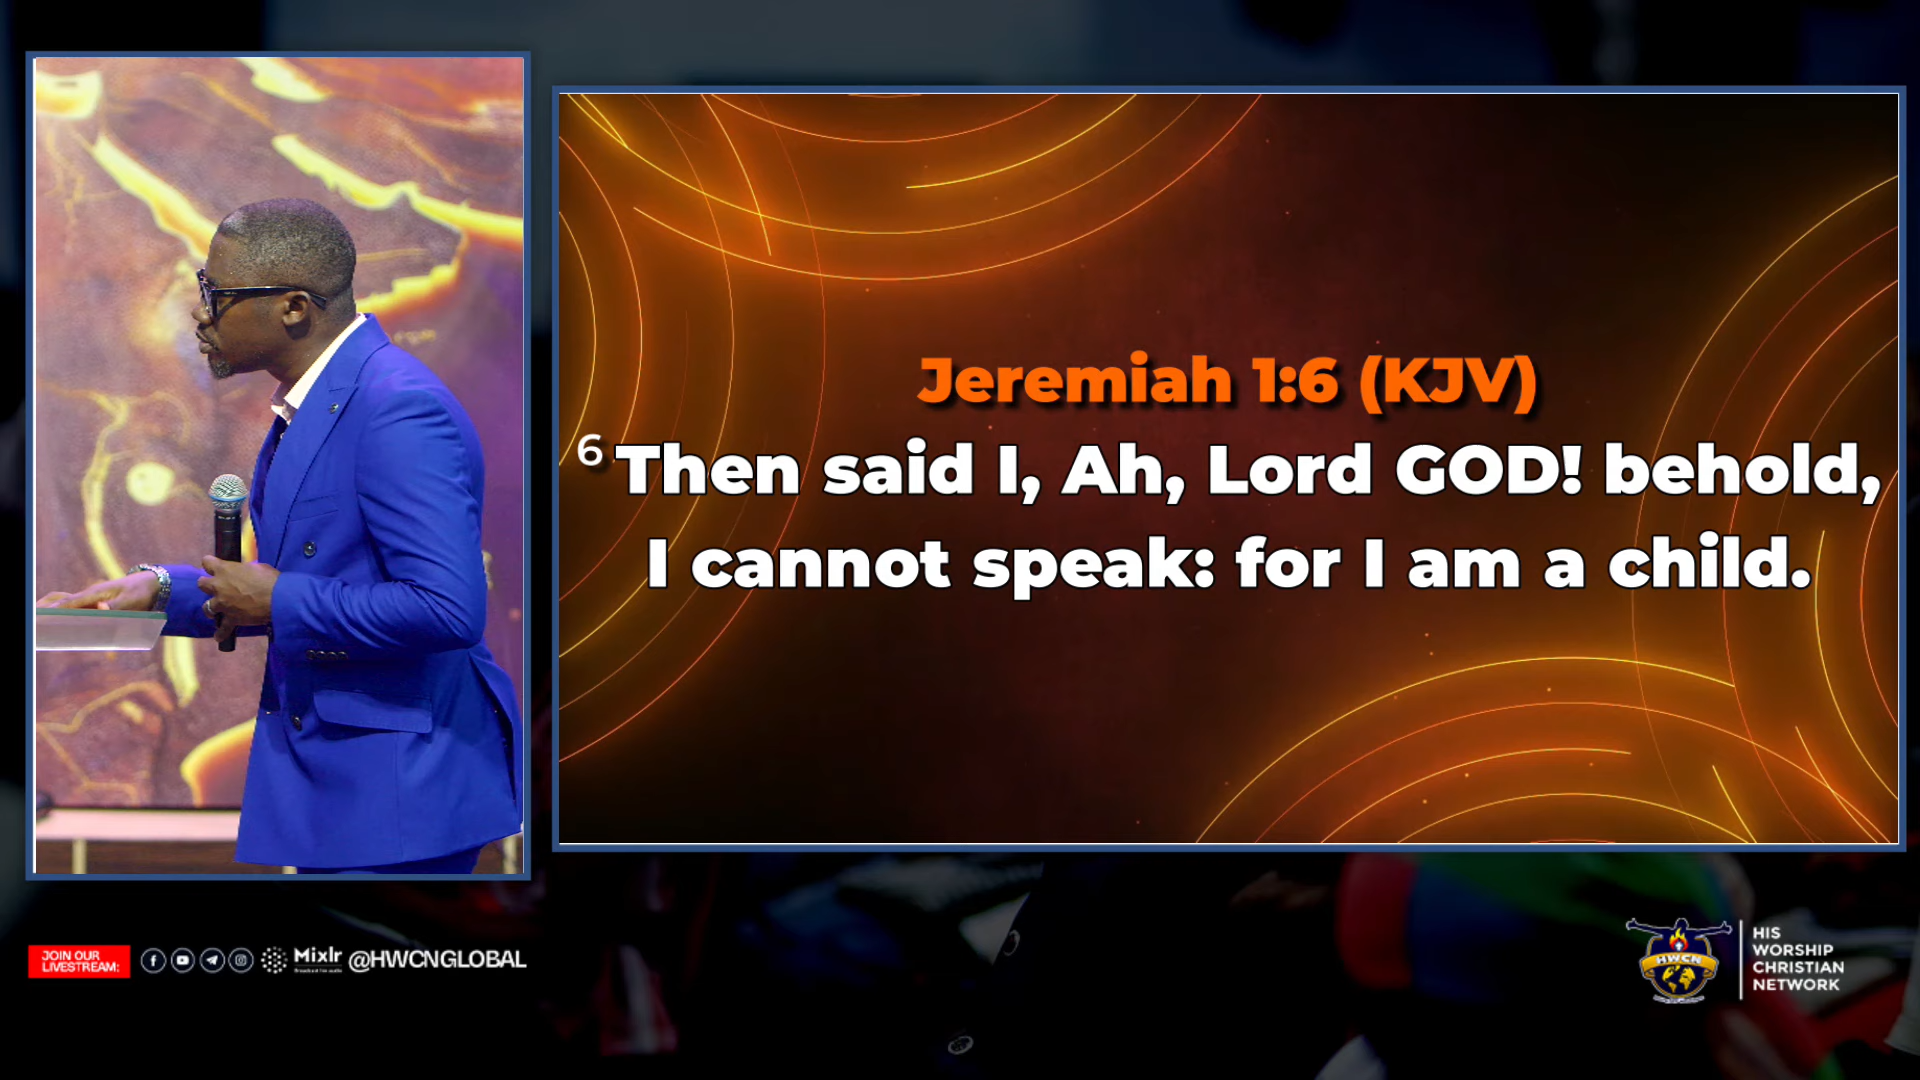 Jeremiah 1:6 (KJV)
6 Then said I, Ah, Lord GOD! behold,
I cannot speak: for I am a child.
JOIN OUR
LIVESTREAM:
Mixlr
@HWCNGLOBAL
HWCN
HIS
WORSHIP
CHRISTIAN
NETWORK